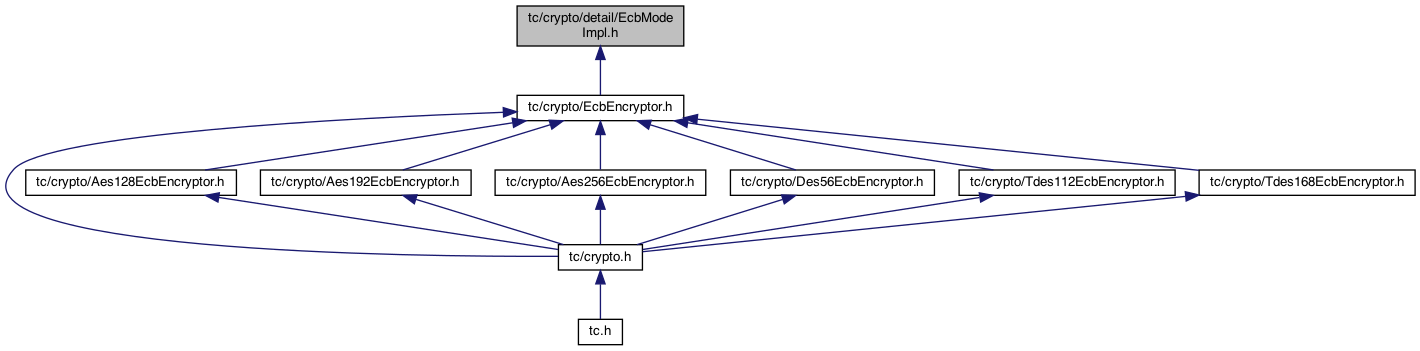 tc/crypto/detail/EcbMode
Impl.h
tc/crypto/EcbEncryptor.h
tc/crypto/Aes128EcbEncryptor.h
tc/crypto/Aes192EcbEncryptor.h
tc/crypto/Aes256EcbEncryptor.h
tc/crypto/Des56EcbEncryptor.h
tc/crypto/Tdes112EcbEncryptor.h
tc/crypto/Tdes168EcbEncryptor.h
tc/crypto.h
tc.h